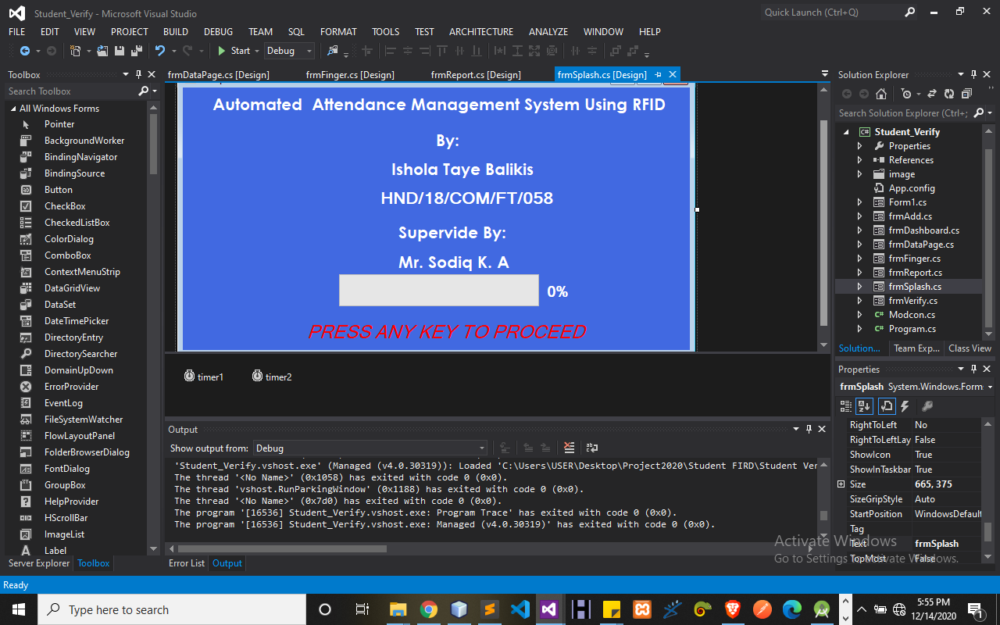 Student_Verify - Microsoft Visual Studio
Quick Launch (Ctrl+Q)
FILE EDIT VIEW PROJECT BUILD DEBUG TEAM SQL FORMAT TOOLS TEST ARCHITECTURE ANALYZE WINDOW HELP
Start Debug
Toolbox
Search Toolbox
All Windows Forms
Pointer
BackgroundWorker
BindingNavigator
BindingSource
Button
CheckBox
CheckedListBox
ColorDialog
ComboBox
ContextMenuStrip
DataGridView
DataSet
DateTimePicker
DirectoryEntry
DirectorySearcher
DomainUpDown
ErrorProvider
EventLog
FileSystemWatcher
FlowLayoutPanel
FolderBrowserDialog
FontDialog
GroupBox
HelpProvider
HScrollBar
ImageList
Label
Server Explorer Toolbox
frmDataPage.cs [Design] frmFinger.cs [Design] frmReport.cs [Design] frmSplash.cs [Design]
Automated Attendance Management System Using RFID
By:
Ishola Taye Balikis
HND/18/COM/FT/058
Supervide By:
Mr. Sodiq K. A
0%
PRESS ANY KEY TO PROCEED
timer1 timer2
Output
Show output from: Debug
'Student_Verify.vshost.exe' (Managed (v4.0.30319)): Loaded 'C:\Users\USER\Desktop\Project2020\Student FIRD\Student Ver
The thread '<No Name>' (0x1058) has exited with code 0 (0x0).
The thread 'vshost.RunParkingWindow' (0x1188) has exited with code 0 (0x0).
The thread '<No Name>' (0x7d0) has exited with code 0 (0x0).
The program '[16536] Student_Verify.vshost.exe: Program Trace' has exited with code 0 (0x0).
The program '[16536] Student_Verify.vshost.exe: Managed (v4.0.30319)' has exited with code 0 (0x0).
Error List Output
Solution Explorer
Search Solution Explorer (Ctrl+;
Student_Verify
Properties
References
image
App.config
Form1.cs
frmAdd.cs
frmDashboard.cs
frmDataPage.cs
frmFinger.cs
frmReport.cs
frmSplash.cs
frmVerify.cs
Modcon.cs
Program.cs
Solution... Team Exp... Class View
Properties
frmSplash System.Windows.Form
RightToLeft No
RightToLeftLay False
ShowIcon True
ShowInTaskbar True
Size 665, 375
SizeGripStyle Auto
StartPosition WindowsDefault
Tag
Text frmSplash
TopMost False
Activate Windows
Go to Settings to activate Windows.
Ready
Type here to search
5:55 PM
12/14/2020
1